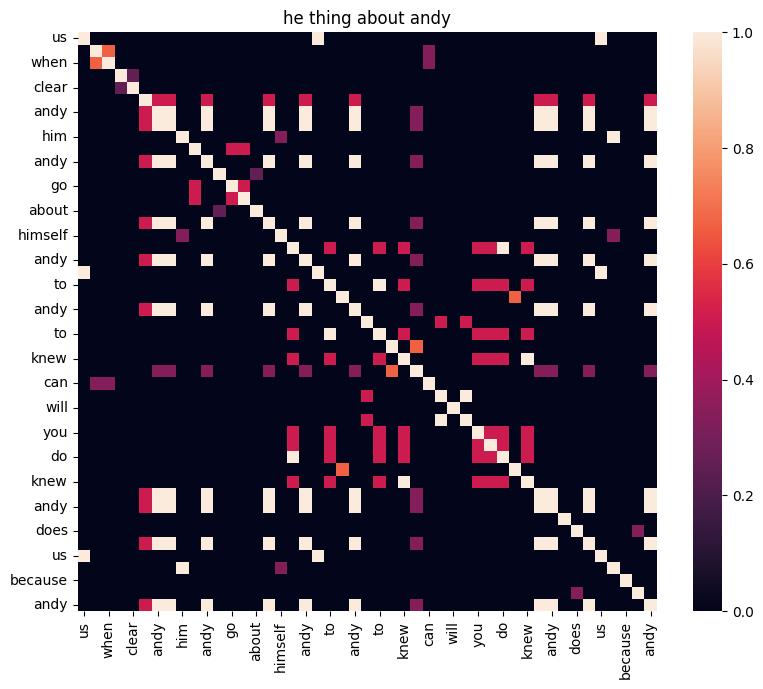 he thing about andy
us
when
clear
andy
him
andy
go
about
himself
andy
to
andy
to
knew
can
will
you
do
knew
andy
does
us
because
andy
us
when
clear
andy
him
andy
go
about
himself
andy
to
andy
to
knew
can
will
you
do
knew
andy
does
us
because
andy
1.0
0.8
0.6
0.4
0.2
0.0